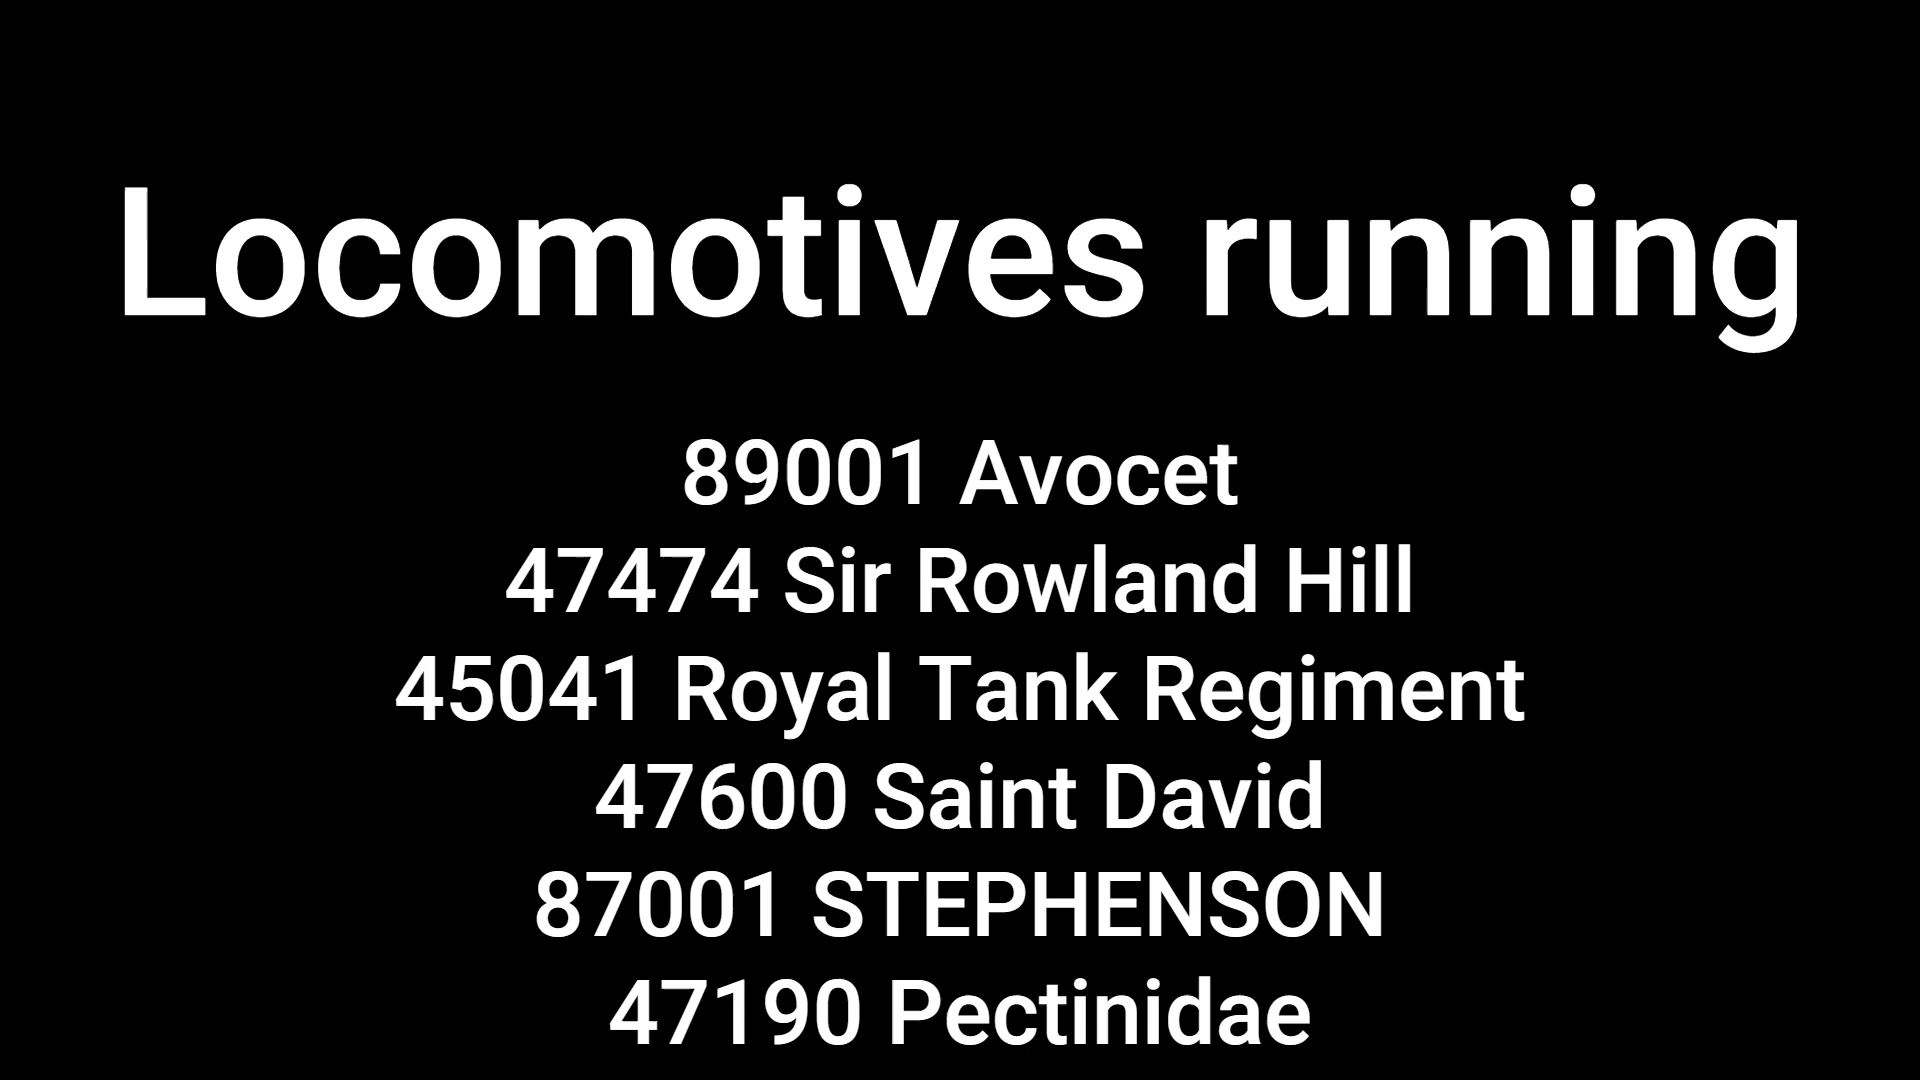 Locomotives running
89001 Avocet
47474 Sir Rowland Hill
45041 Royal Tank Regiment
47600 Saint David
87001 STEPHENSON
47190 Pectinidae